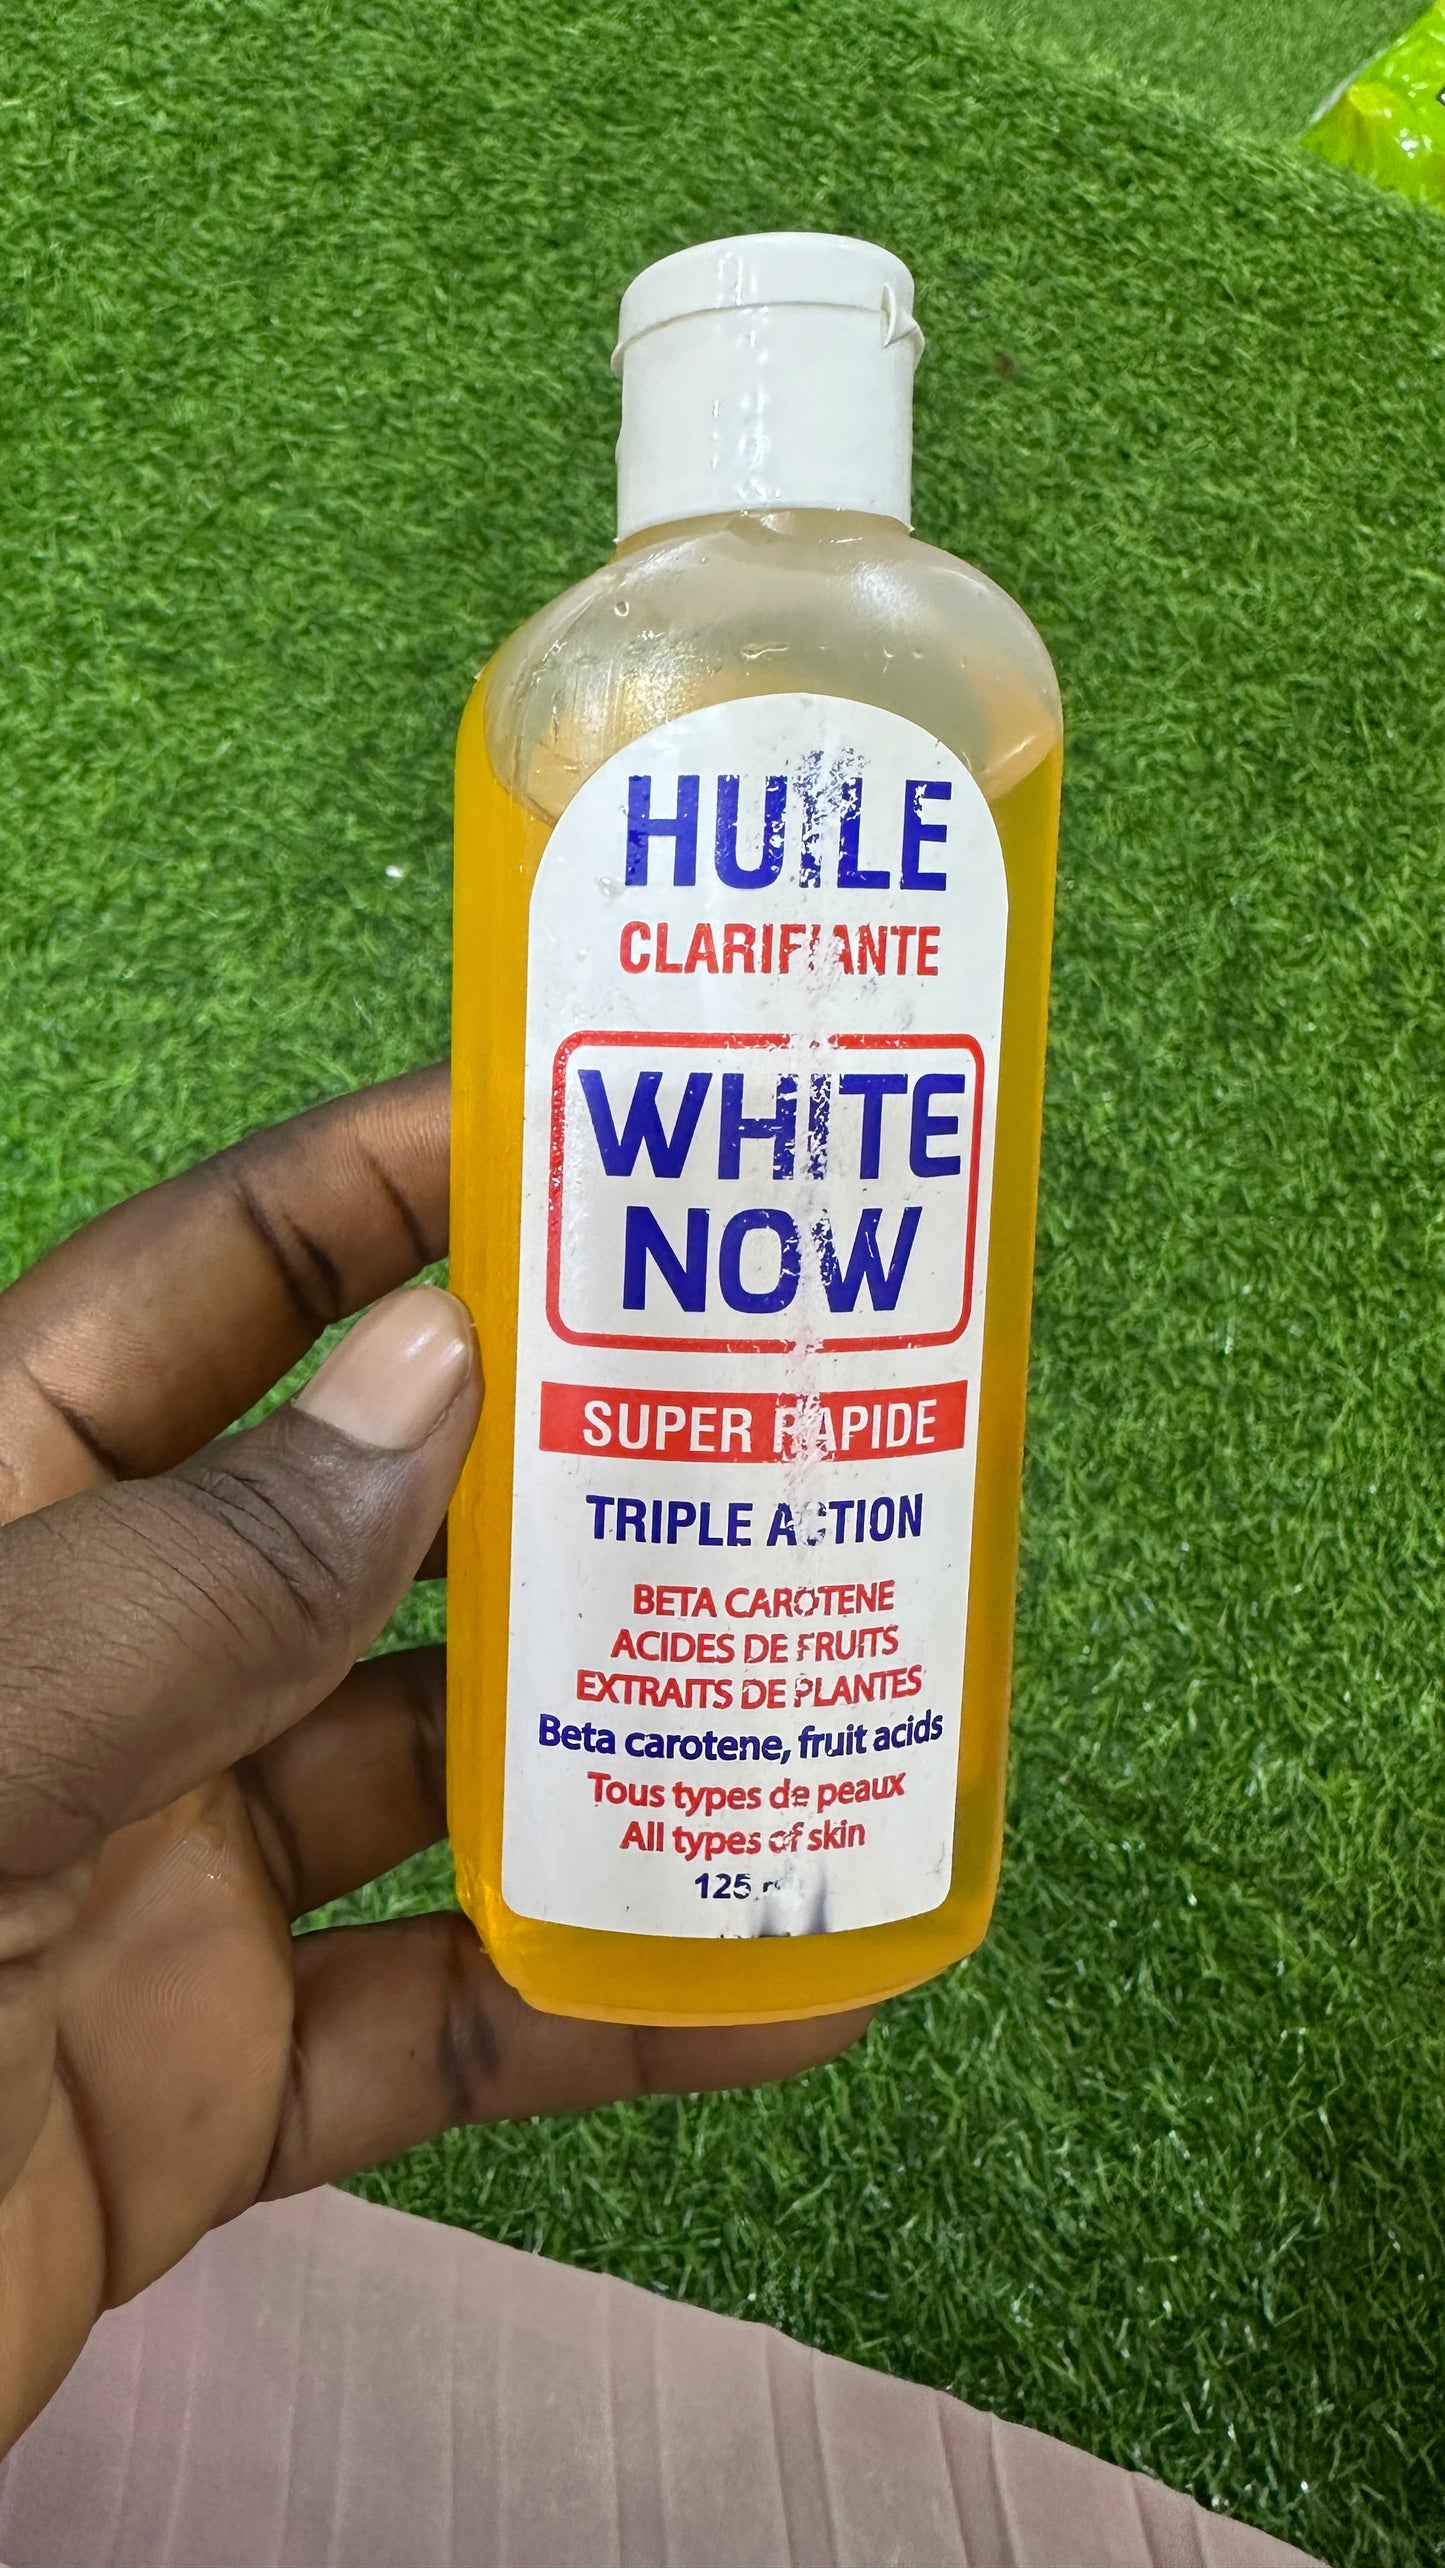 HUILE
CLARIFIANTE
WHITE
NOW
SUPER RAPIDE
TRIPLE ACTION
BETA CAROTENE
ACIDES DE FRUITS
EXTRAITS DE PLANTES
Beta carotene, fruit acids
Tous types de peaux
All types of skin
125